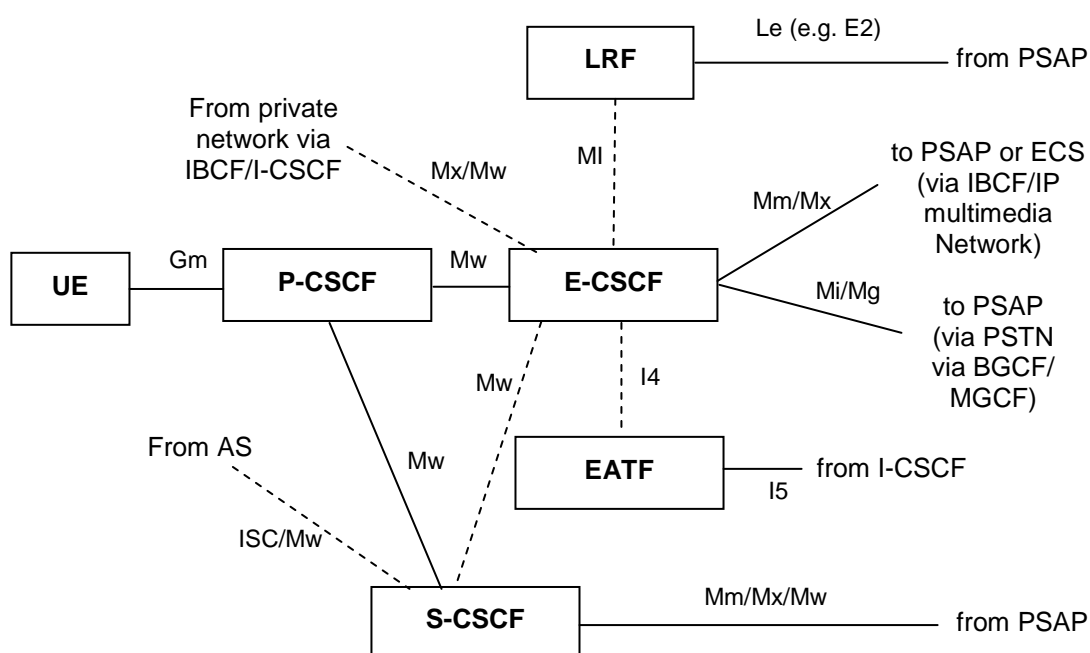 Le (e.g. E2)
LRF
from PSAP
From private
network via
IBCF/I-CSCF
Mx/Mw
Ml
to PSAP or ECS
(via IBCF/IP
multimedia
Network)
Mm/Mx
UE
Gm
P-CSCF
Mw
E-CSCF
Mi/Mg
to PSAP
(via PSTN
via BGCF/
MGCF)
Mw
I4
From AS
Mw
EATF
I5
from I-CSCF
ISC/Mw
S-CSCF
Mm/Mx/Mw
from PSAP